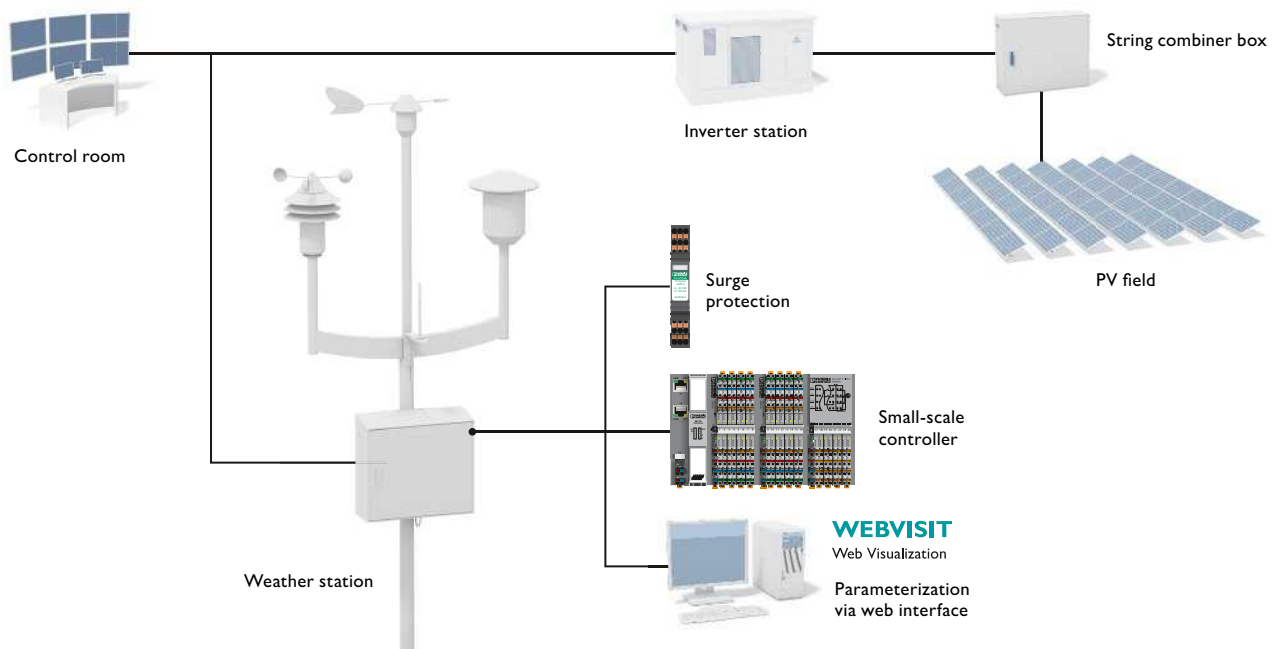 String combiner box
Inverter station
Control room
Surge
protection
PV field
Small-scale
controller
WEBVISIT
Web Visualization
Weather station
Parameterization
via web interface